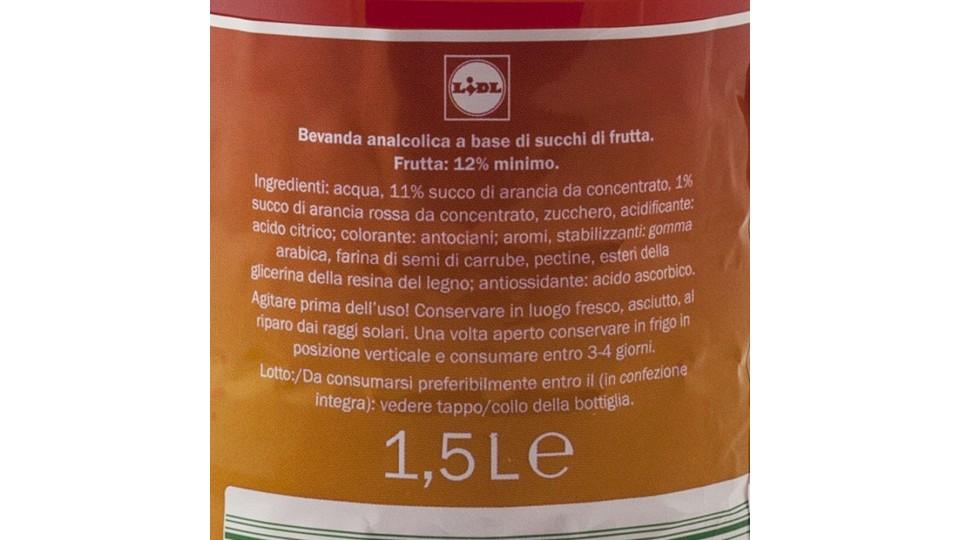 LIDL
Bevanda analcolica a base di succhi di frutta.
Frutta: 12% minimo.
Ingredienti: acqua, 11% succo di arancia da concentrato, 1%
succo di arancia rossa da concentrato, zucchero, acidificante:
acido citrico; colorante: antociani; aromi, stabilizzanti: gomma
arabica, farina di semi di carrube, pectine, esteri della
glicerina della resina del legno; antiossidante: acido ascorbico.
Agitare prima dell'uso! Conservare in luogo fresco, asciutto, al
riparo dai raggi solari. Una volta aperto conservare in frigo in
posizione verticale e consumare entro 3-4 giorni.
Lotto:/Da consumarsi preferibilmente entro il (in confezione
integra): vedere tappo/collo della bottiglia.
1,5 L ℮